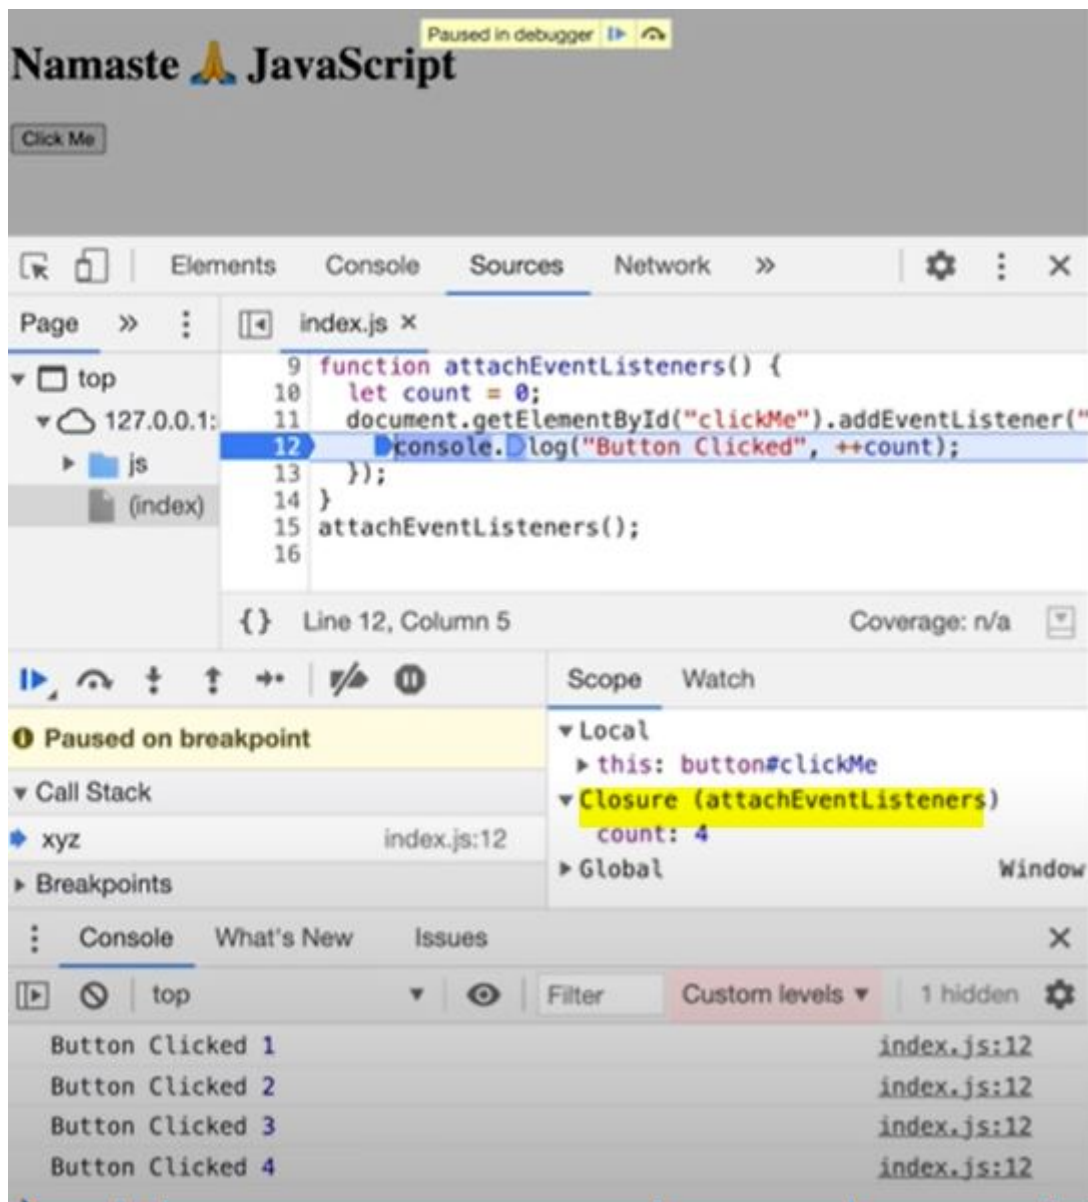 Paused in debugger
Namaste 🙏 JavaScript
Click Me
Elements Console Sources Network »
Page » index.js ×
top
127.0.0.1:
js
(index)
9 function attachEventListeners() {
10 let count = 0;
11 document.getElementById("clickMe").addEventListener("
12 console.log("Button Clicked", ++count);
13 });
14 }
15 attachEventListeners();
16
{} Line 12, Column 5 Coverage: n/a
Scope Watch
Paused on breakpoint
Call Stack
xyz index.js:12
Breakpoints
Local
this: button#clickMe
Closure (attachEventListeners)
count: 4
Global Window
Console What's New Issues
top Filter Custom levels ▼ 1 hidden
Button Clicked 1 index.js:12
Button Clicked 2 index.js:12
Button Clicked 3 index.js:12
Button Clicked 4 index.js:12